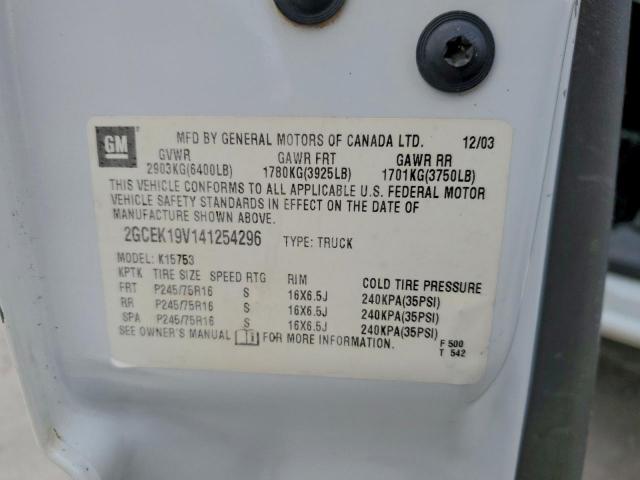 GM
MFD BY GENERAL MOTORS OF CANADA LTD. 12/03
GVWR GAWR FRT GAWR RR
2903KG(6400LB) 1780KG(3925LB) 1701KG(3750LB)
THIS VEHICLE CONFORMS TO ALL APPLICABLE U.S. FEDERAL MOTOR
VEHICLE SAFETY STANDARDS IN EFFECT ON THE DATE OF
MANUFACTURE SHOWN ABOVE.
2GCEK19V141254296 TYPE: TRUCK
MODEL: K15753
KPTK TIRE SIZE SPEED RTG RIM COLD TIRE PRESSURE
FRT P245/75R16 S 16X6.5J 240KPA(35PSI)
RR P245/75R16 S 16X6.5J 240KPA(35PSI)
SPA P245/75R16 S 16X6.5J 240KPA(35PSI)
SEE OWNER'S MANUAL FOR MORE INFORMATION. F 500
T 542